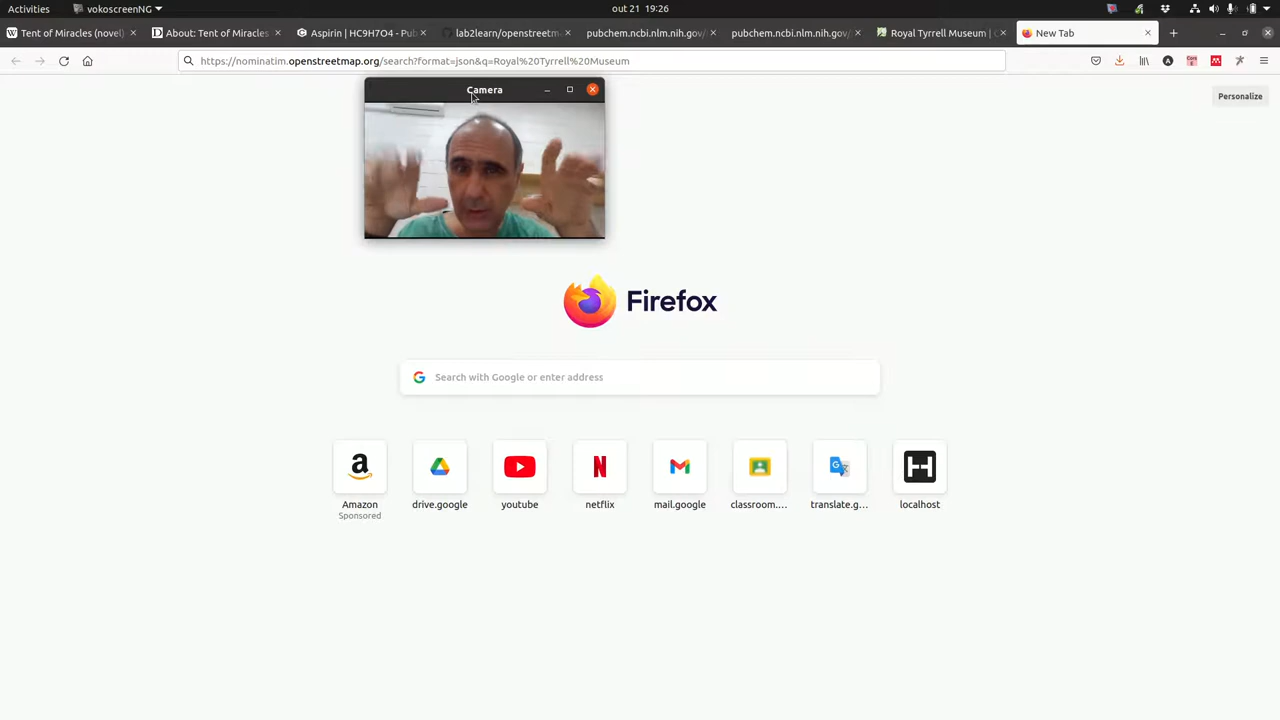 Activities vokoscreenNG out 21 19:26
Tent of Miracles (novel) About: Tent of Miracles Aspirin | HC9H7O4 - Pub lab2learn/openstreetm pubchem.ncbi.nlm.nih.gov/ pubchem.ncbi.nlm.nih.gov/ Royal Tyrrell Museum | New Tab
https://nominatim.openstreetmap.org/search?format=json&q=Royal%20Tyrrell%20Museum
Camera
Personalize
Firefox
Search with Google or enter address
Amazon drive.google youtube netflix mail.google classroom.... translate.g... localhost
Sponsored